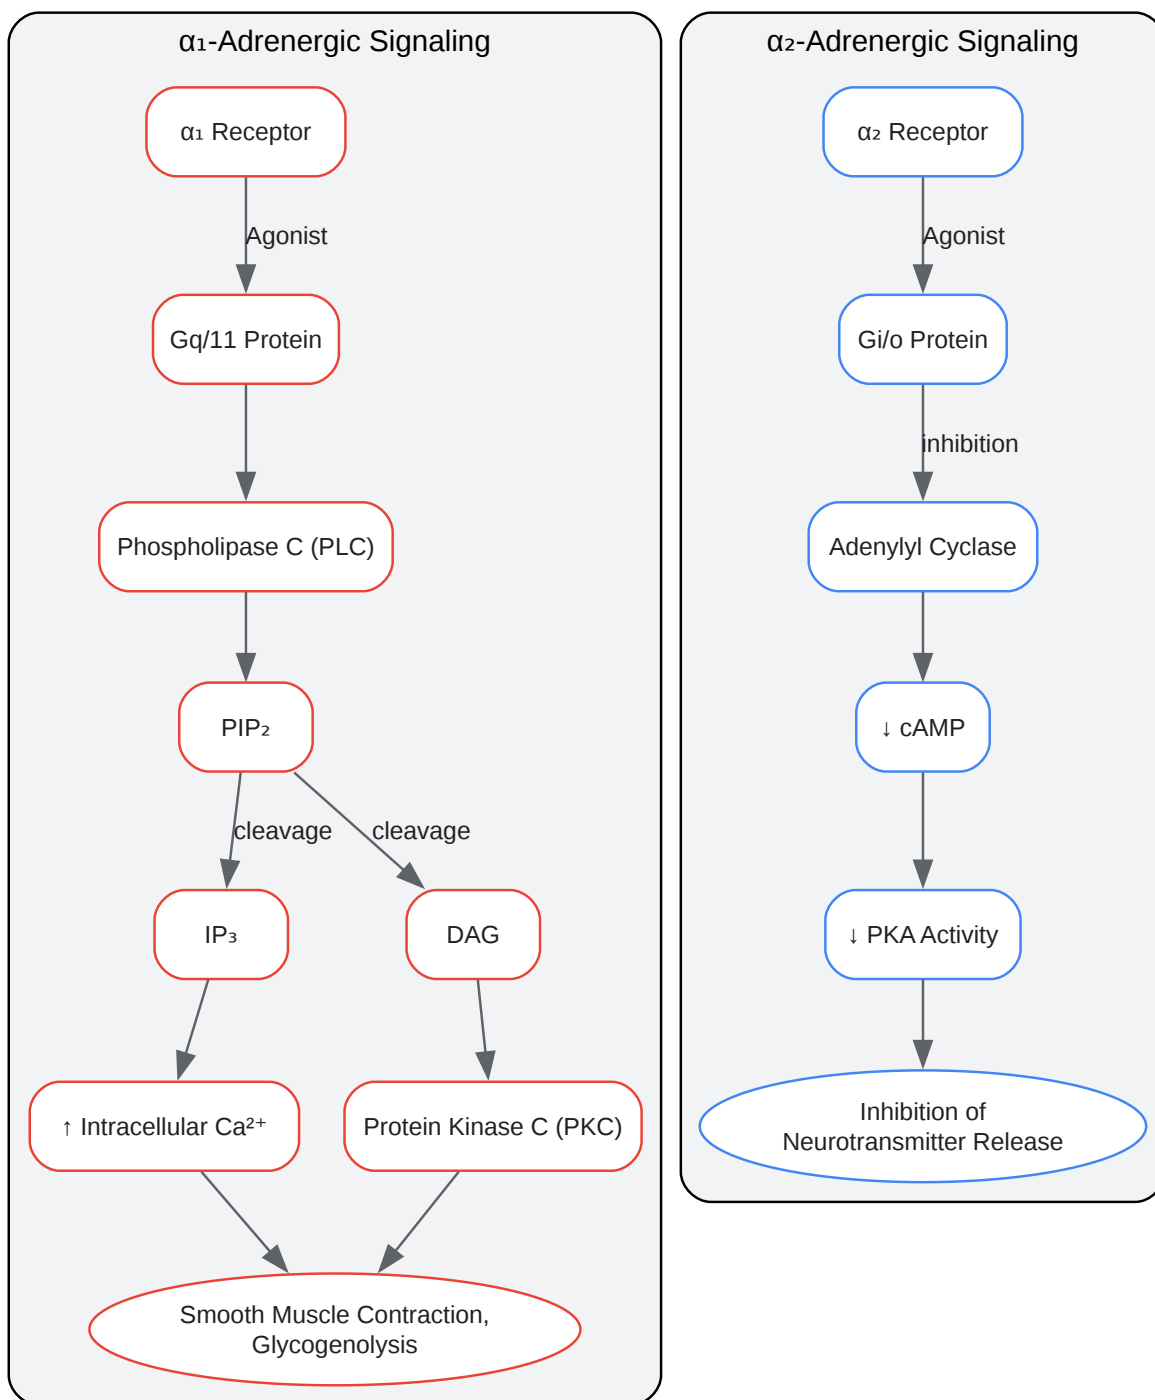 α₁-Adrenergic Signaling
α₁ Receptor
Agonist
Gq/11 Protein
Phospholipase C (PLC)
PIP₂
cleavage
cleavage
IP₃
DAG
↑ Intracellular Ca²⁺
Protein Kinase C (PKC)
Smooth Muscle Contraction,
Glycogenolysis
α₂-Adrenergic Signaling
α₂ Receptor
Agonist
Gi/o Protein
inhibition
Adenylyl Cyclase
↓ cAMP
↓ PKA Activity
Inhibition of
Neurotransmitter Release